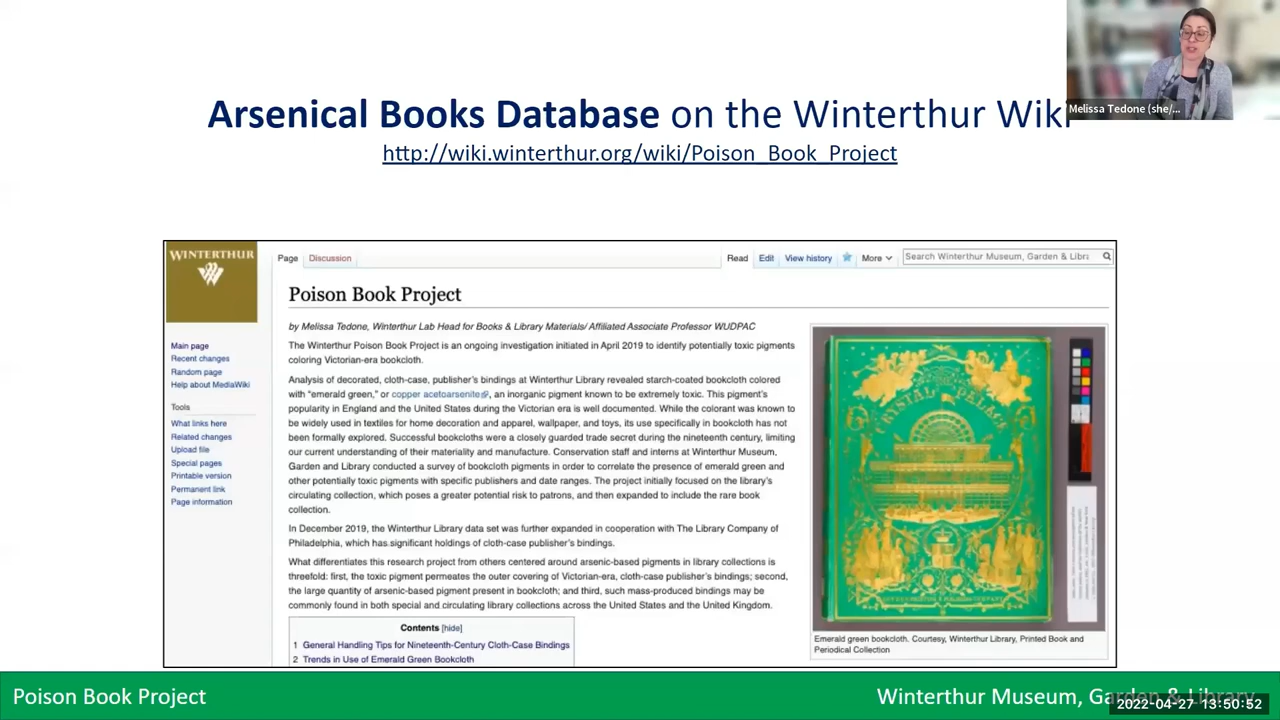 Arsenical Books Database on the Winterthur Wiki
http://wiki.winterthur.org/wiki/Poison_Book_Project
Melissa Tedone (she/...
WINTERTHUR
Page Discussion
Read Edit View history More
Search Winterthur Museum, Garden & Libra
Poison Book Project
by Melissa Tedone, Winterthur Lab Head for Books & Library Materials/ Affiliated Associate Professor WUDPAC
The Winterthur Poison Book Project is an ongoing investigation initiated in April 2019 to identify potentially toxic pigments
coloring Victorian-era bookcloth.
Analysis of decorated, cloth-case, publisher's bindings at Winterthur Library revealed starch-coated bookcloth colored
with "emerald green," or copper acetoarsenite, an inorganic pigment known to be extremely toxic. This pigment's
popularity in England and the United States during the Victorian era is well documented. While the colorant was known to
be widely used in textiles for home decoration and apparel, wallpaper, and toys, its use specifically in bookcloth has not
been formally explored. Successful bookcloths were a closely guarded trade secret during the nineteenth century, limiting
our current understanding of their materiality and manufacture. Conservation staff and interns at Winterthur Museum,
Garden and Library conducted a survey of bookcloth pigments in order to correlate the presence of emerald green and
other potentially toxic pigments with specific publishers and date ranges. The project initially focused on the library's
circulating collection, which poses a greater potential risk to patrons, and then expanded to include the rare book
collection.
In December 2019, the Winterthur Library data set was further expanded in cooperation with The Library Company of
Philadelphia, which has significant holdings of cloth-case publisher's bindings.
What differentiates this research project from others centered around arsenic-based pigments in library collections is
threefold: first, the toxic pigment permeates the outer covering of Victorian-era, cloth-case publisher's bindings; second,
the large quantity of arsenic-based pigment present in bookcloth; and third, such mass-produced bindings may be
commonly found in both special and circulating library collections across the United States and the United Kingdom.
Contents [hide]
1 General Handling Tips for Nineteenth-Century Cloth-Case Bindings
2 Trends in Use of Emerald Green Bookcloth
Main page
Recent changes
Random page
Help about MediaWiki
Tools
What links here
Related changes
Upload file
Special pages
Printable version
Permanent link
Page information
CRYSTAL PALACE
Emerald green bookcloth. Courtesy, Winterthur Library, Printed Book and
Periodical Collection
Poison Book Project
Winterthur Museum, Garden & Library
2022-04-27 13:50:52